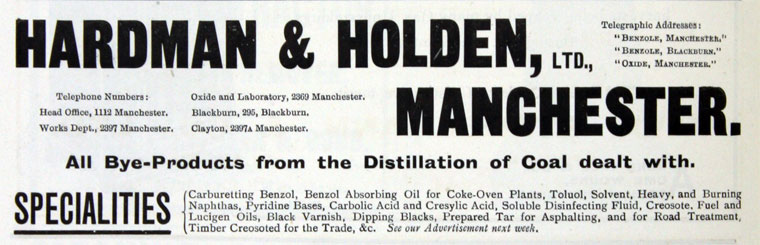 HARDMAN & HOLDEN, LTD.,
MANCHESTER.
Telegraphic Addresses:
"BENZOLE, MANCHESTER."
"BENZOLE, BLACKBURN."
"OXIDE, MANCHESTER."
Telephone Numbers:
Head Office, 1112 Manchester.
Works Dept., 2397 Manchester.
Oxide and Laboratory, 2369 Manchester.
Blackburn, 295, Blackburn.
Clayton, 2397A Manchester.
All Bye-Products from the Distillation of Coal dealt with.
SPECIALITIES
Carburetting Benzol, Benzol Absorbing Oil for Coke-Oven Plants, Toluol, Solvent, Heavy, and Burning
Naphthas, Pyridine Bases, Carbolic and Cresylic Acid, Soluble Disinfecting Fluid, Creosote, Fuel and
Lucigen Oils, Black Varnish, Dipping Blacks, Prepared Tar for Asphalting, and for Road Treatment,
Timber Creosoted for the Trade, &c. See our Advertisement next week.